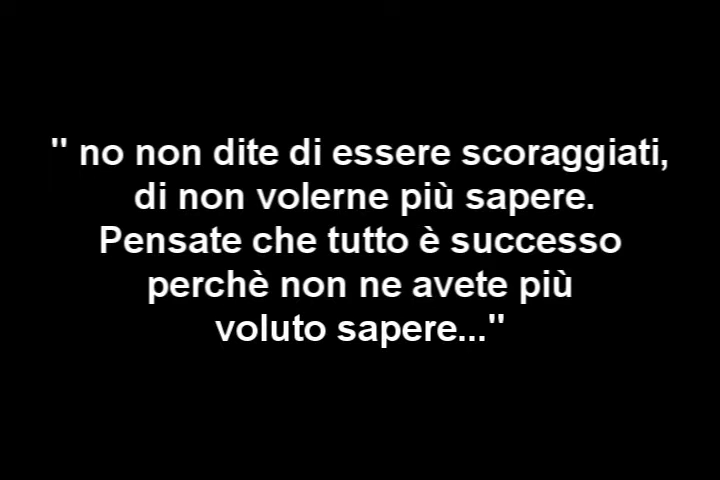 " no non dite di essere scoraggiati,
di non volerne più sapere.
Pensate che tutto è successo
perchè non ne avete più
voluto sapere..."